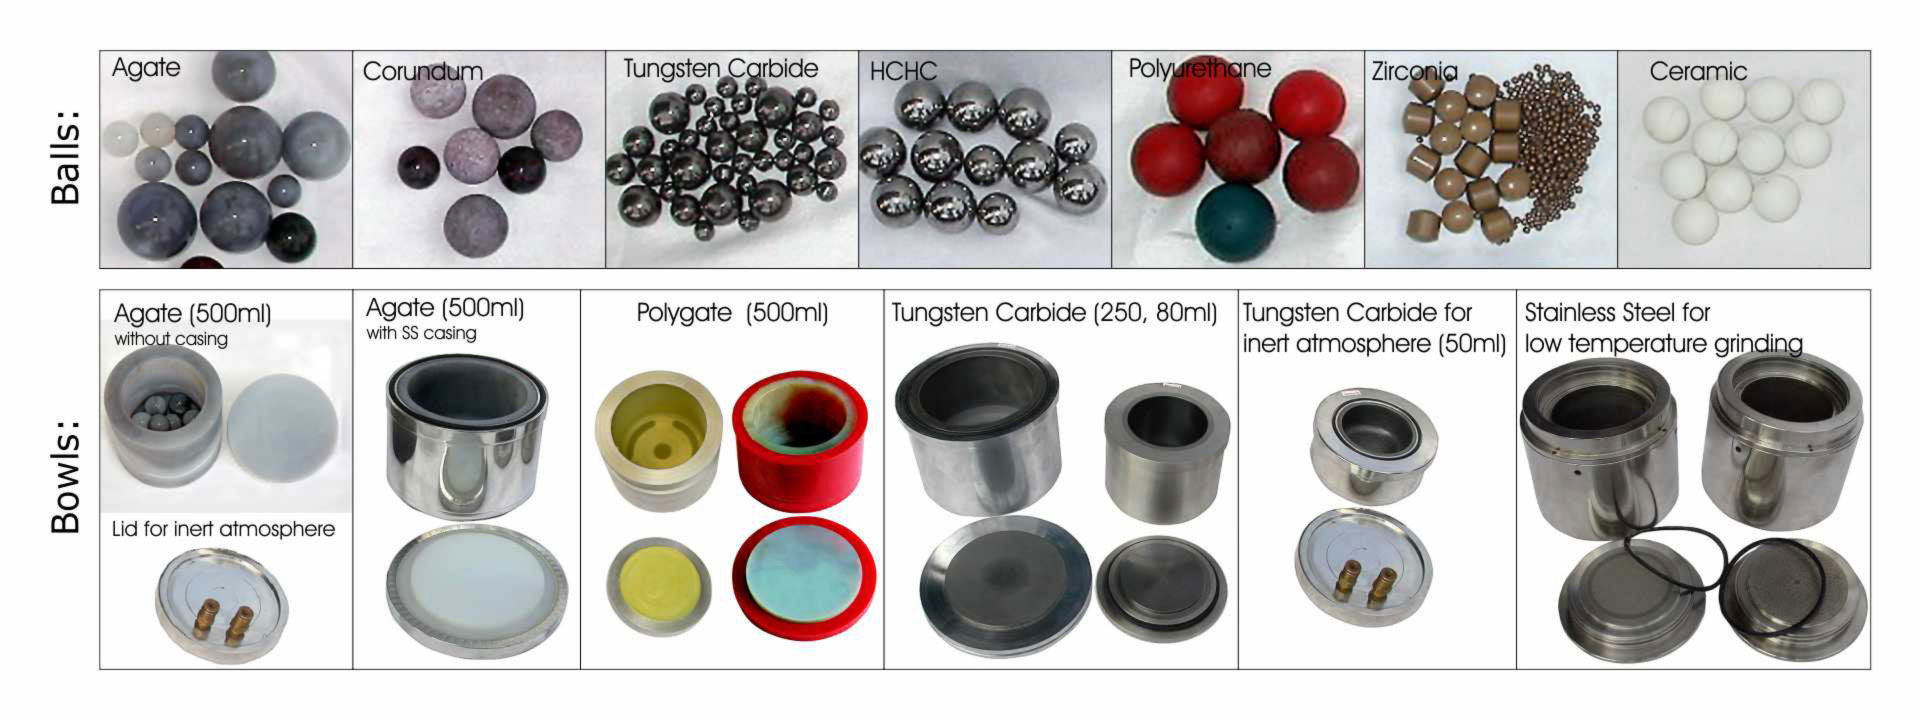 Balls:
Agate
Corundum
Tungsten Carbide
HCHC
Polyurethane
Zirconia
Ceramic
Bowls:
Agate (500ml)
without casing
Lid for inert atmosphere
Agate (500ml)
with SS casing
Polygate (500ml)
Tungsten Carbide (250, 80ml)
Tungsten Carbide for
inert atmosphere (50ml)
Stainless Steel for
low temperature grinding